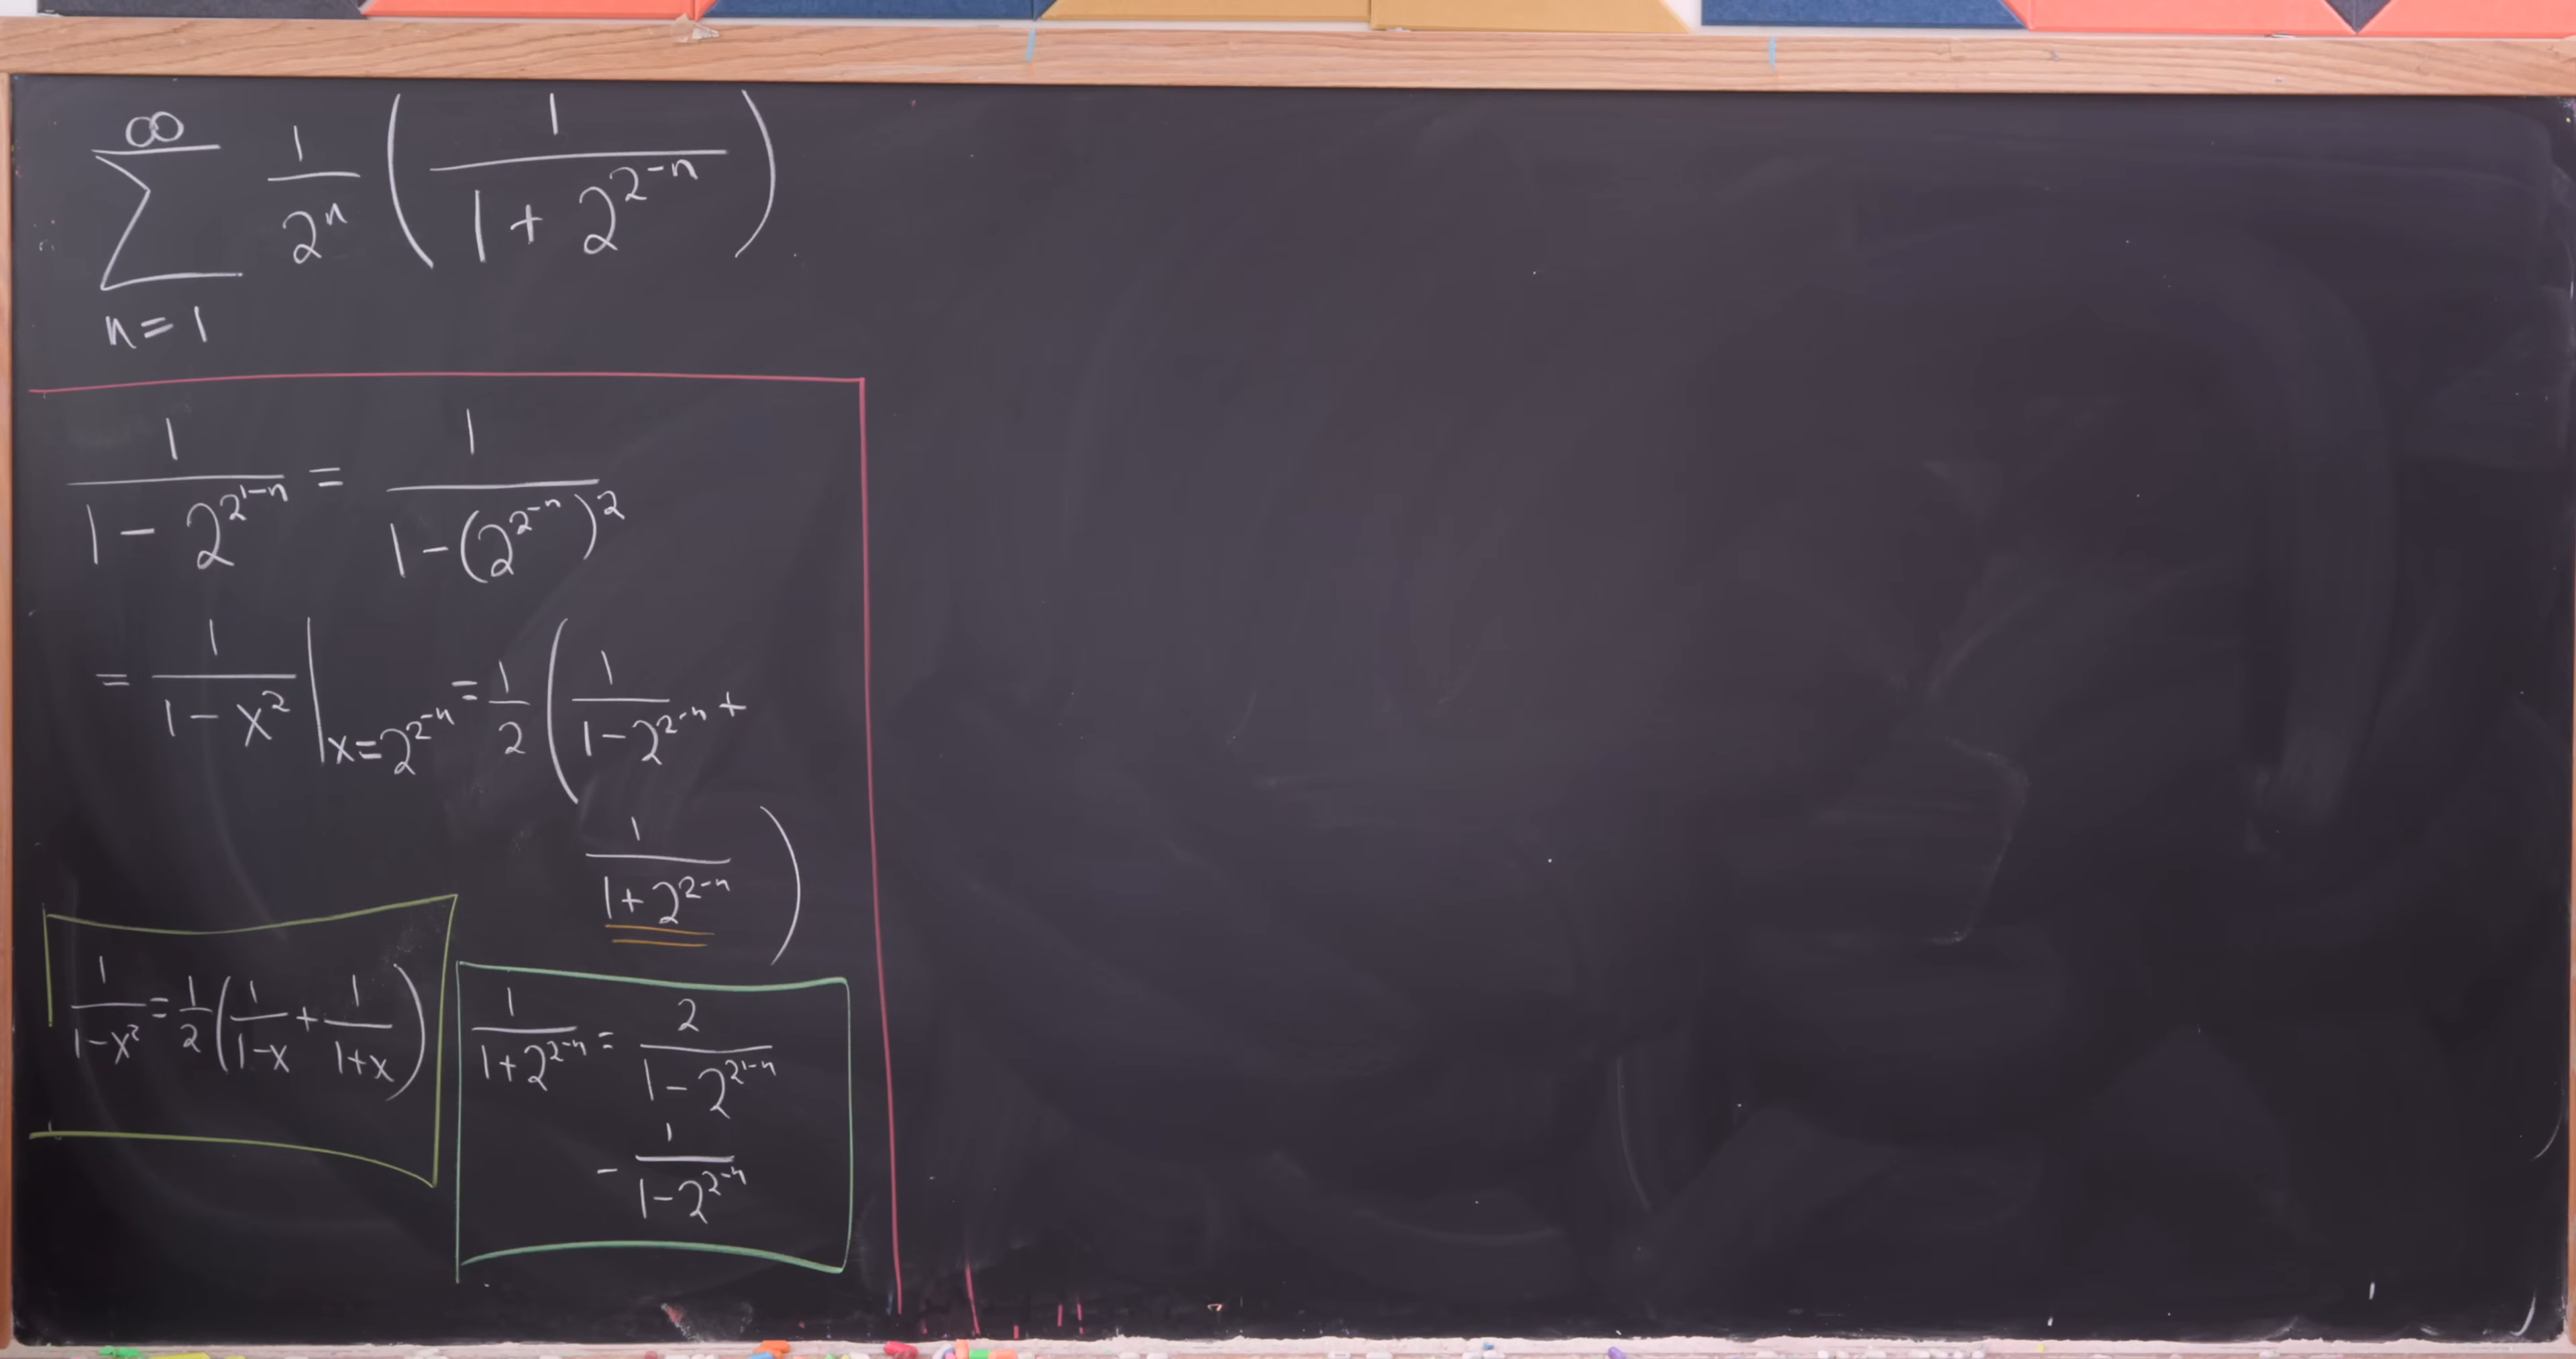 ∞
∑ 1/2^n ( 1/(1 + 2^(2^(-n))) )
n = 1
1/(1 - 2^(2^(1-n))) = 1/(1 - (2^(2^(-n)))^2)
= 1/(1 - x^2) |_(x = 2^(2^(-n))) = 1/2 ( 1/(1 - 2^(2^(-n))) +
1/(1 + 2^(2^(-n))) )
1/(1-x^2) = 1/2 ( 1/(1-x) + 1/(1+x) )
1/(1 + 2^(2^(-n))) = 2/(1 - 2^(2^(1-n)))
- 1/(1 - 2^(2^(-n)))